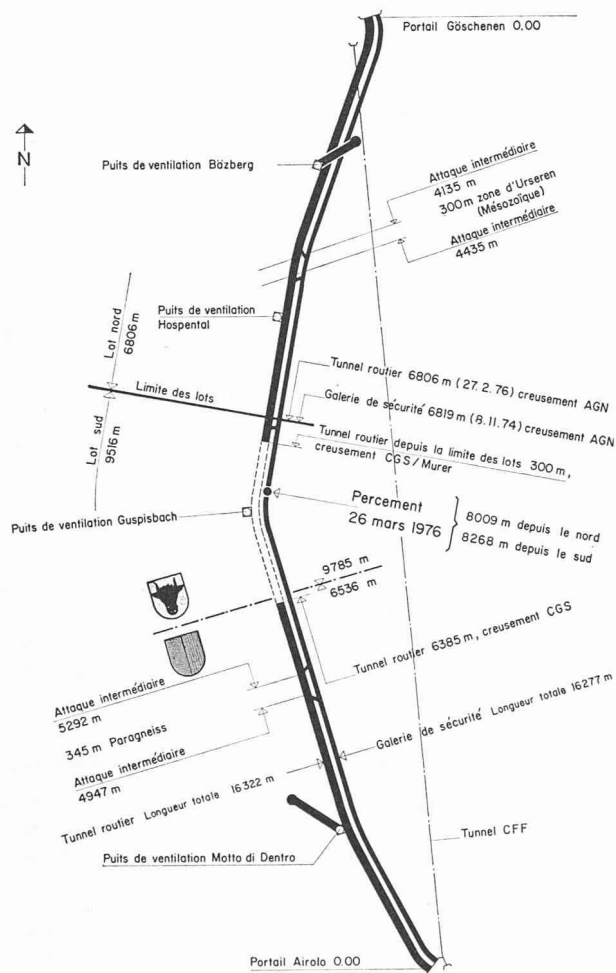 Portail Göschenen 0.00
N
Puits de ventilation Bäzberg
Attaque intermédiaire
4135 m
300 m zone d'Urseren
(Mésozoïque)
Attaque intermédiaire
4435 m
Puits de ventilation
Hospental
Lot nord
6806 m
Limite des lots
Lot sud
9516 m
Tunnel routier 6806 m (27. 2. 76) creusement AGN
Galerie de sécurité 6819 m (8. 11. 74) creusement AGN
Tunnel routier depuis la limite des lots 300 m,
creusement CGS / Murer
Percement
26 mars 1976
8009 m depuis le nord
8268 m depuis le sud
Puits de ventilation Guspisbach
9785 m
6536 m
Tunnel routier 6385 m, creusement CGS
Attaque intermédiaire
5292 m
345 m Paragneiss
Attaque intermédiaire
4947 m
Galerie de sécurité Longueur totale 16277 m
Tunnel routier Longueur totale 16 322 m
Tunnel CFF
Puits de ventilation Motto di Dentro
Portail Airolo 0.00